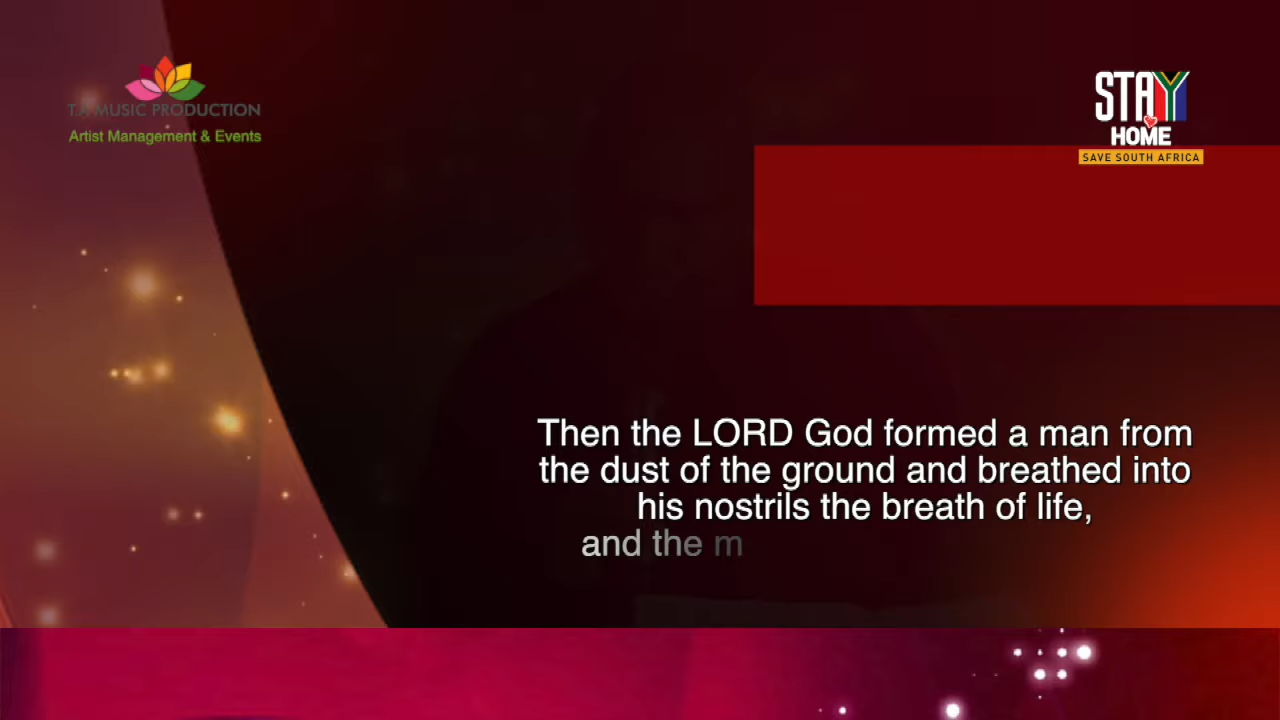 T.A MUSIC PRODUCTION
Artist Management & Events
STAY
HOME
SAVE SOUTH AFRICA
Then the LORD God formed a man from
the dust of the ground and breathed into
his nostrils the breath of life,
and the m